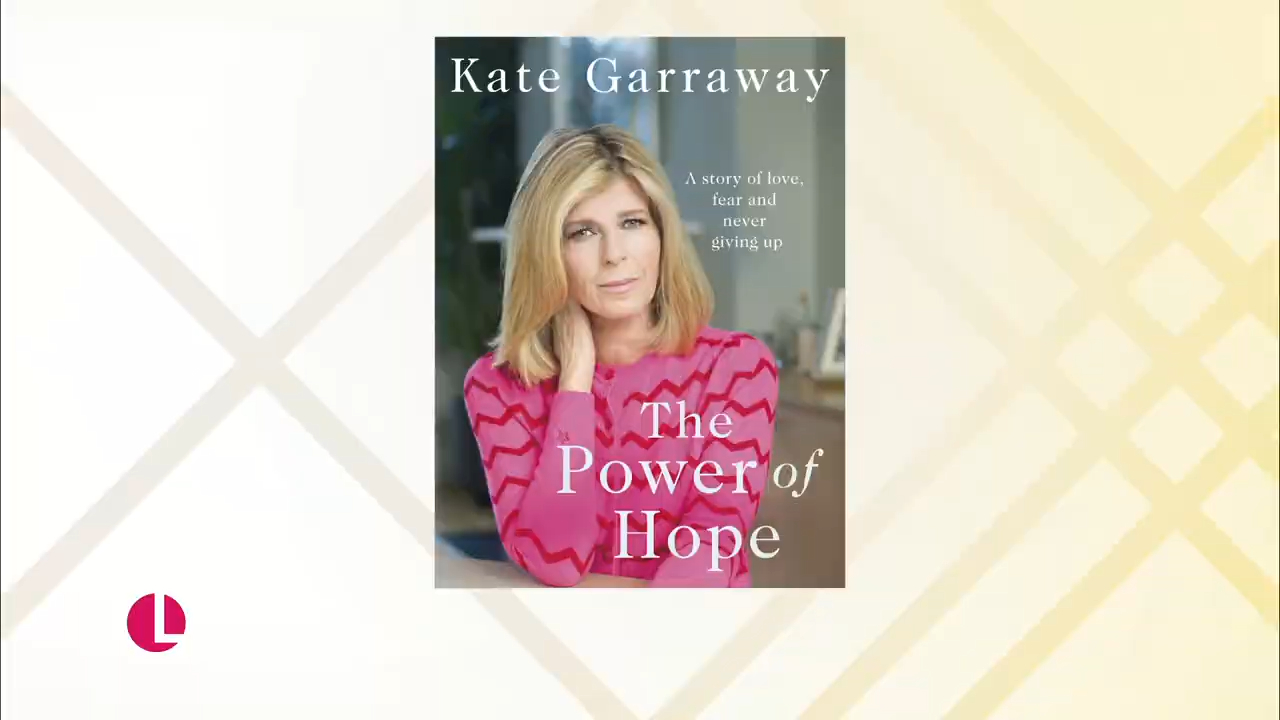 Kate Garraway
A story of love,
fear and
never
giving up
The
Power of
Hope
L